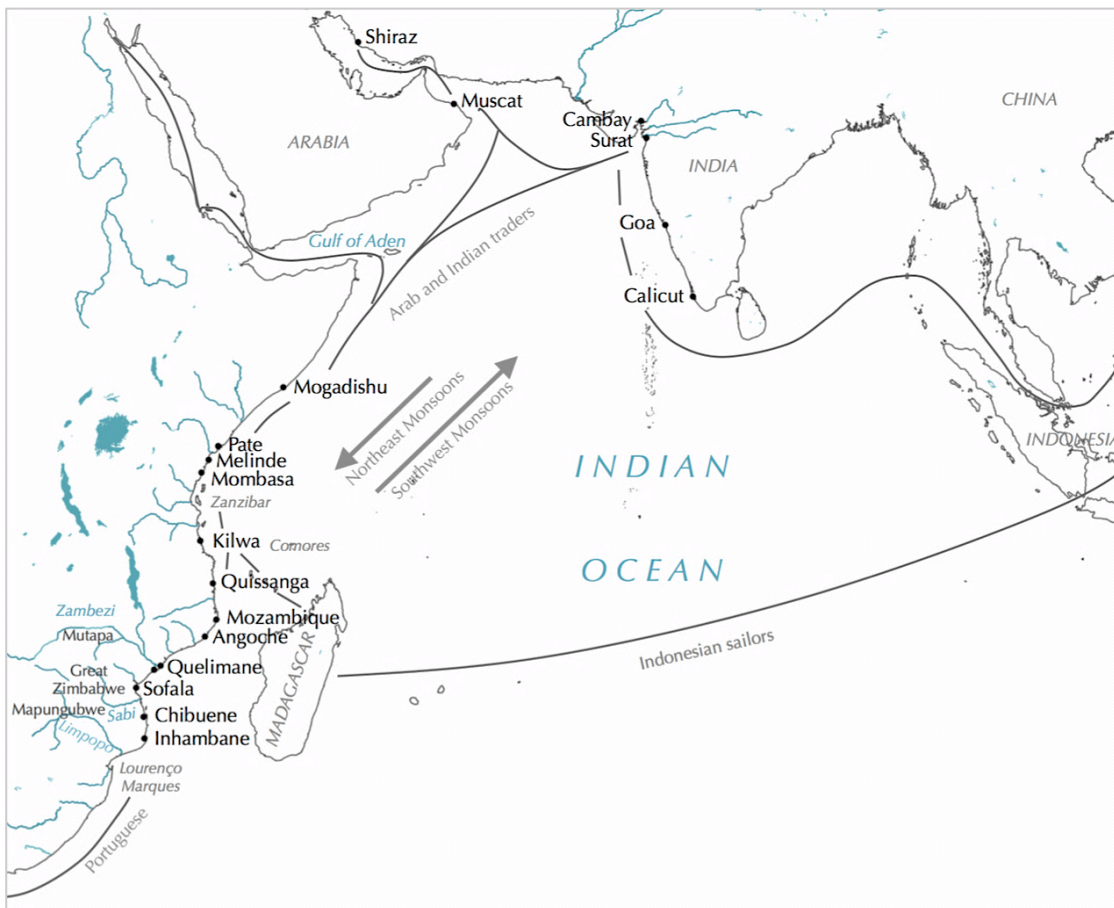 Shiraz
CHINA
Muscat
Cambay
Surat
ARABIA
INDIA
Goa
Gulf of Aden
Arab and Indian traders
Calicut
Mogadishu
Northeast Monsoons
Southwest Monsoons
INDONESIA
Pate
Melinde
Mombasa
INDIAN
Zanzibar
Kilwa
Comores
OCEAN
Quissanga
Zambezi
Mozambique
Mutapa
Angoche
Indonesian sailors
Great
Zimbabwe
Quelimane
MADAGASCAR
Sofala
Mapungubwe
Sabi
Chibuene
Limpopo
Inhambane
Lourenço
Marques
Portuguese